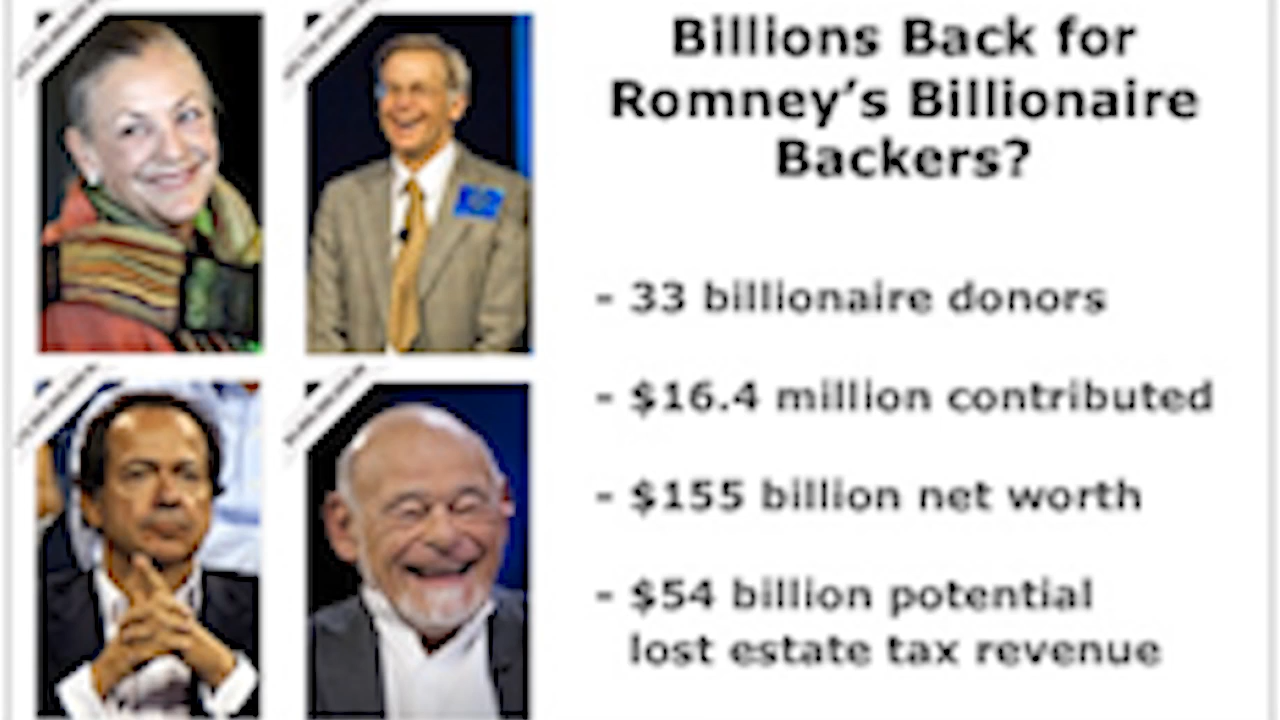 Billions Back for
Romney's Billionaire
Backers?
- 33 billionaire donors
- $16.4 million contributed
- $155 billion net worth
- $54 billion potential
lost estate tax revenue